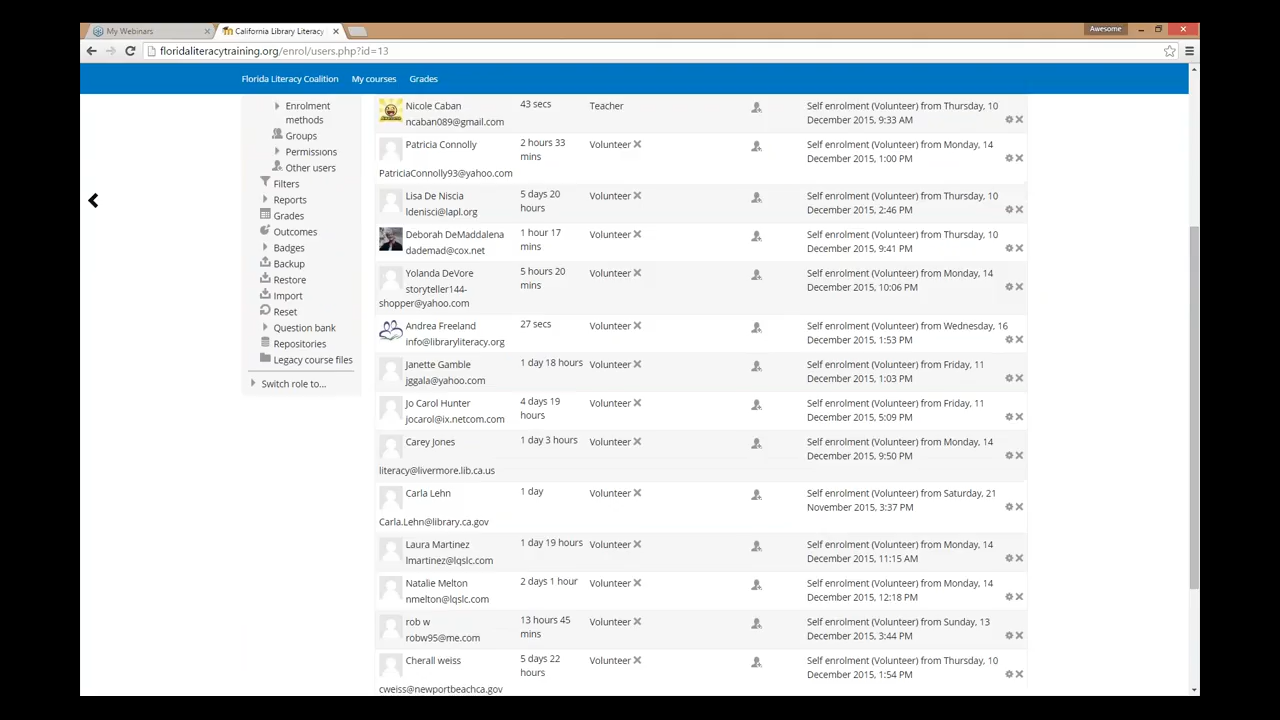 My Webinars
California Library Literacy
Awesome
floridaliteracytraining.org/enrol/users.php?id=13
Florida Literacy Coalition
My courses
Grades
Enrolment
methods
Groups
Permissions
Other users
Filters
Reports
Grades
Outcomes
Badges
Backup
Restore
Import
Reset
Question bank
Repositories
Legacy course files
Switch role to...
Nicole Caban 43 secs Teacher Self enrolment (Volunteer) from Thursday, 10
ncaban089@gmail.com December 2015, 9:33 AM
Patricia Connolly 2 hours 33 Volunteer Self enrolment (Volunteer) from Monday, 14
mins December 2015, 1:00 PM
PatriciaConnolly93@yahoo.com
Lisa De Niscia 5 days 20 Volunteer Self enrolment (Volunteer) from Thursday, 10
ldenisci@lapl.org hours December 2015, 2:46 PM
Deborah DeMaddalena 1 hour 17 Volunteer Self enrolment (Volunteer) from Thursday, 10
dademad@cox.net mins December 2015, 9:41 PM
Yolanda DeVore 5 hours 20 Volunteer Self enrolment (Volunteer) from Monday, 14
storyteller144- mins December 2015, 10:06 PM
shopper@yahoo.com
Andrea Freeland 27 secs Volunteer Self enrolment (Volunteer) from Wednesday, 16
info@libraryliteracy.org December 2015, 1:53 PM
Janette Gamble 1 day 18 hours Volunteer Self enrolment (Volunteer) from Friday, 11
jggala@yahoo.com December 2015, 1:03 PM
Jo Carol Hunter 4 days 19 Volunteer Self enrolment (Volunteer) from Friday, 11
jocarol@ix.netcom.com hours December 2015, 5:09 PM
Carey Jones 1 day 3 hours Volunteer Self enrolment (Volunteer) from Monday, 14
December 2015, 9:50 PM
literacy@livermore.lib.ca.us
Carla Lehn 1 day Volunteer Self enrolment (Volunteer) from Saturday, 21
November 2015, 3:37 PM
Carla.Lehn@library.ca.gov
Laura Martinez 1 day 19 hours Volunteer Self enrolment (Volunteer) from Monday, 14
lmartinez@lqslc.com December 2015, 11:15 AM
Natalie Melton 2 days 1 hour Volunteer Self enrolment (Volunteer) from Monday, 14
nmelton@lqslc.com December 2015, 12:18 PM
rob w 13 hours 45 Volunteer Self enrolment (Volunteer) from Sunday, 13
robw95@me.com mins December 2015, 3:44 PM
Cherall weiss 5 days 22 Volunteer Self enrolment (Volunteer) from Thursday, 10
hours December 2015, 1:54 PM
cweiss@newportbeachca.gov